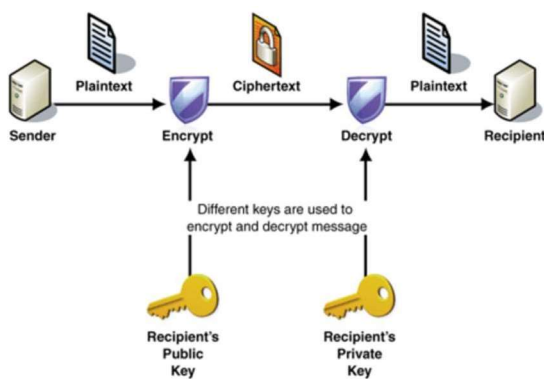 Plaintext
Ciphertext
Plaintext
Sender
Encrypt
Decrypt
Recipient
Different keys are used to
encrypt and decrypt message
Recipient's
Public
Key
Recipient's
Private
Key